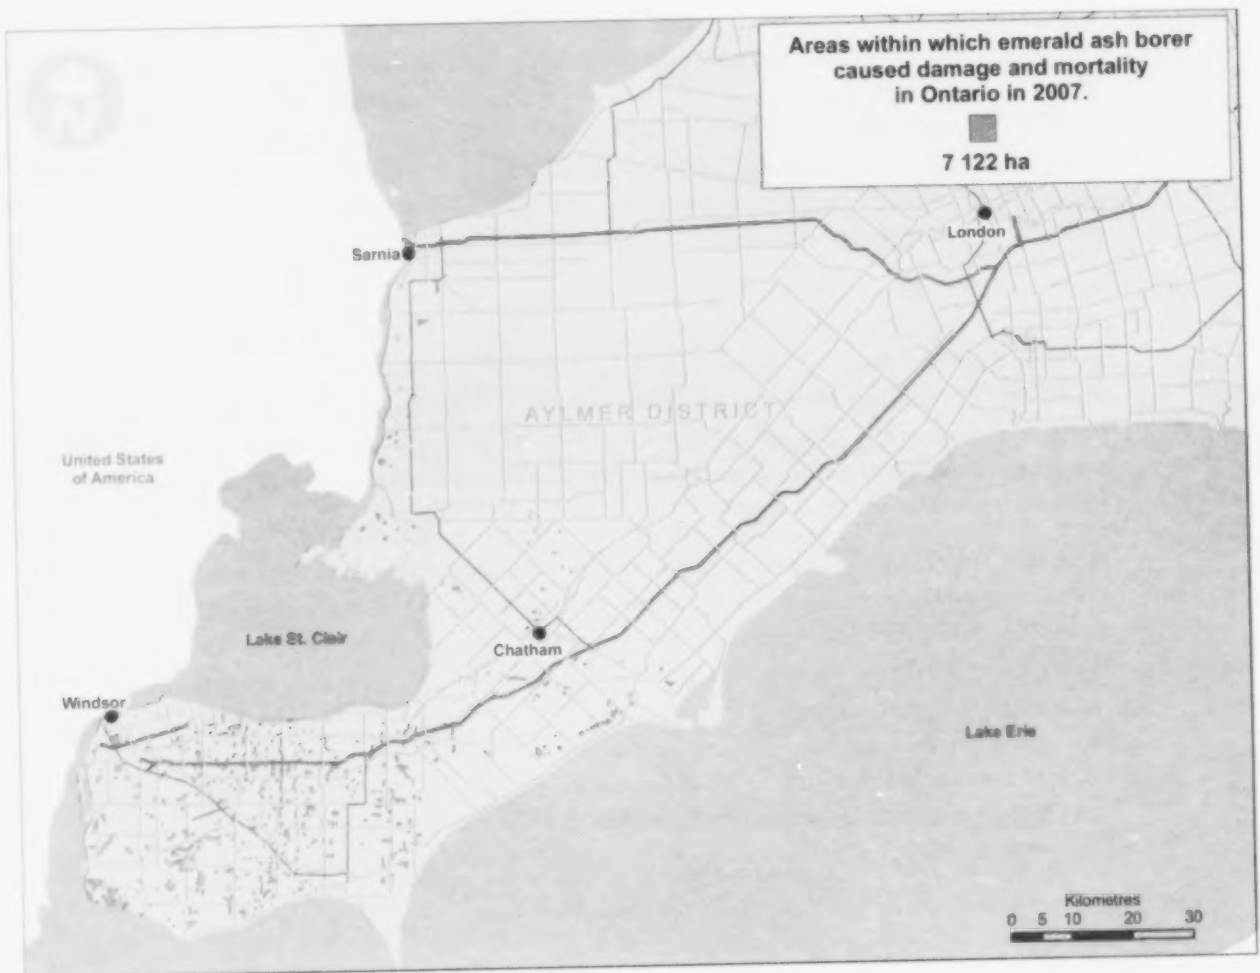 Areas within which emerald ash borer
caused damage and mortality
in Ontario in 2007.
7 122 ha
N
London
Sarnia
AYLMER DISTRICT
United States
of America
Lake St. Clair
Chatham
Windsor
Lake Erie
Kilometres
0 5 10 20 30